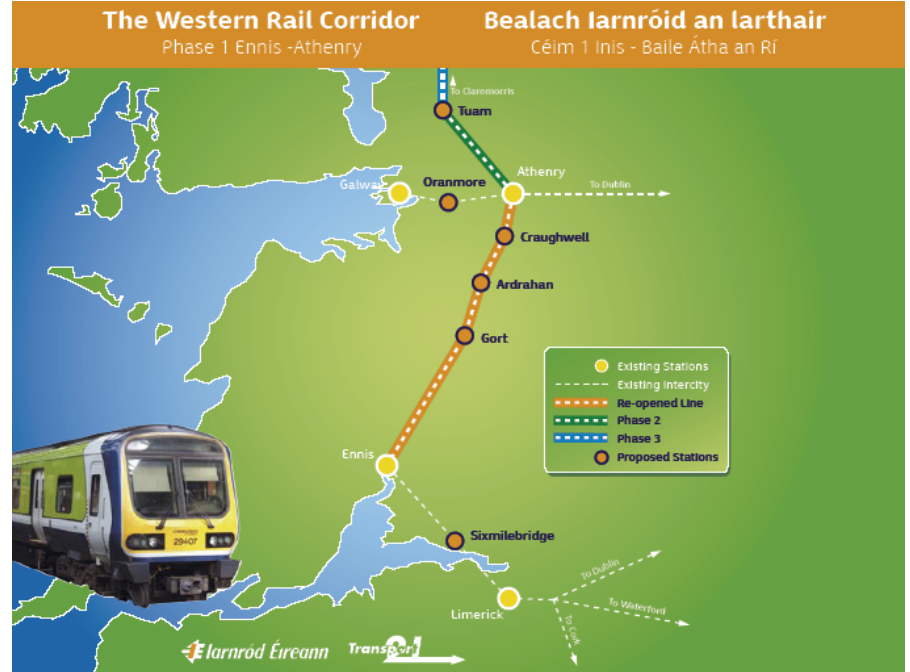 The Western Rail Corridor
Phase 1 Ennis -Athenry
Bealach Iarnróid an Iarthair
Céim 1 Inis - Baile Átha an Rí
To Claremorris
Tuam
Athenry
Galway
Oranmore
To Dublin
Craughwell
Ardrahan
Gort
Existing Stations
Existing Intercity
Re-opened Line
Phase 2
Phase 3
Proposed Stations
Ennis
29407
Sixmilebridge
To Dublin
Limerick
To Waterford
To Cork
Iarnród Éireann
Transport 21